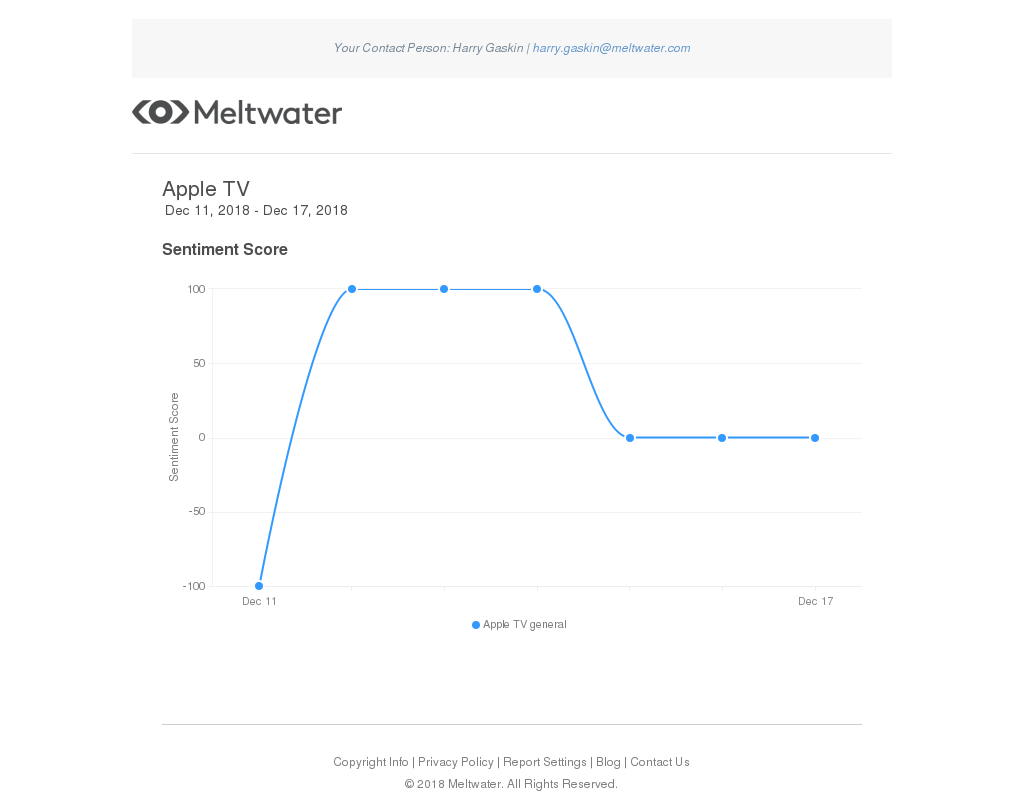 Your Contact Person: Harry Gaskin | harry.gaskin@meltwater.com
Meltwater
Apple TV
Dec 11, 2018 - Dec 17, 2018
Sentiment Score
100
50
0
-50
-100
Sentiment Score
Dec 11
Dec 17
Apple TV general
Copyright Info | Privacy Policy | Report Settings | Blog | Contact Us
© 2018 Meltwater. All Rights Reserved.